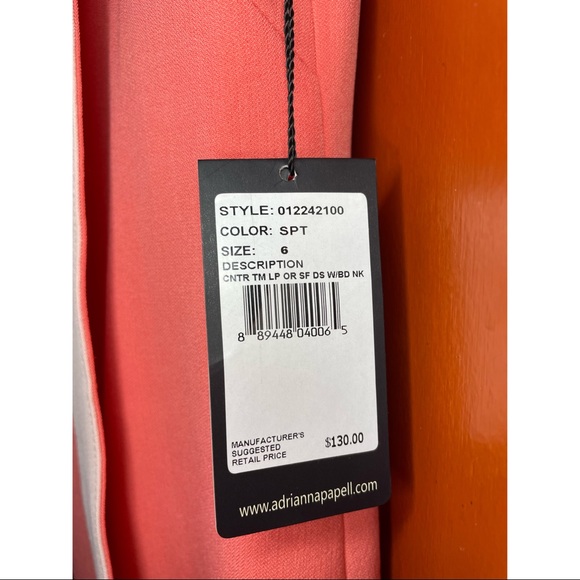 STYLE: 012242100
COLOR: SPT
SIZE: 6
DESCRIPTION
CNTR TM LP OR SF DS W/BD NK
8 89448 04006 5
MANUFACTURER'S
SUGGESTED
RETAIL PRICE
$130.00
www.adriannapapell.com